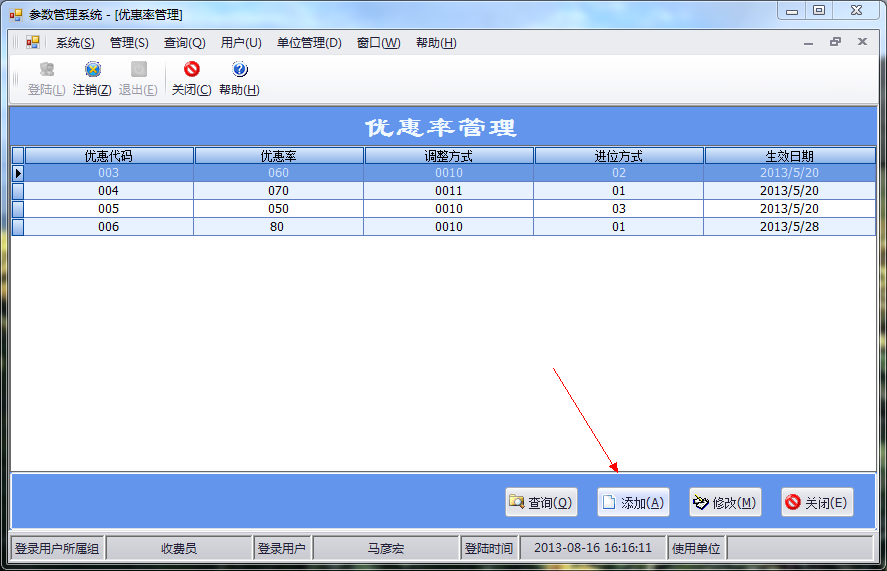 参数管理系统 - [优惠率管理]
系统(S) 管理(S) 查询(Q) 用户(U) 单位管理(D) 窗口(W) 帮助(H)
登陆(L) 注销(Z) 退出(E) 关闭(C) 帮助(H)
优惠率管理
优惠代码 优惠率 调整方式 进位方式 生效日期
003 060 0010 02 2013/5/20
004 070 0011 01 2013/5/20
005 050 0010 03 2013/5/20
006 80 0010 01 2013/5/28
查询(Q) 添加(A) 修改(M) 关闭(E)
登录用户所属组 收费员 登录用户 马彦宏 登陆时间 2013-08-16 16:16:11 使用单位